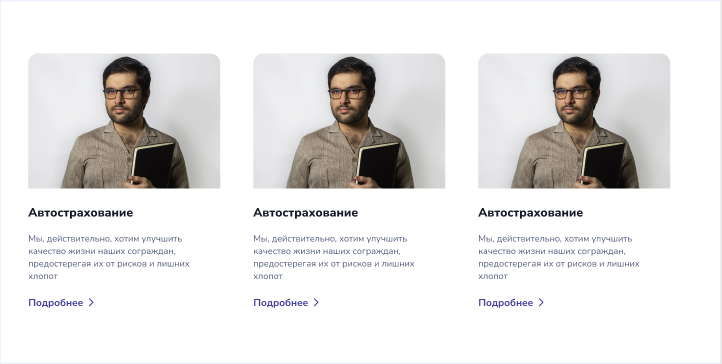 Автострахование
Мы, действительно, хотим улучшить
качество жизни наших сограждан,
предостерегая их от рисков и лишних
хлопот
Подробнее
Автострахование
Мы, действительно, хотим улучшить
качество жизни наших сограждан,
предостерегая их от рисков и лишних
хлопот
Подробнее
Автострахование
Мы, действительно, хотим улучшить
качество жизни наших сограждан,
предостерегая их от рисков и лишних
хлопот
Подробнее